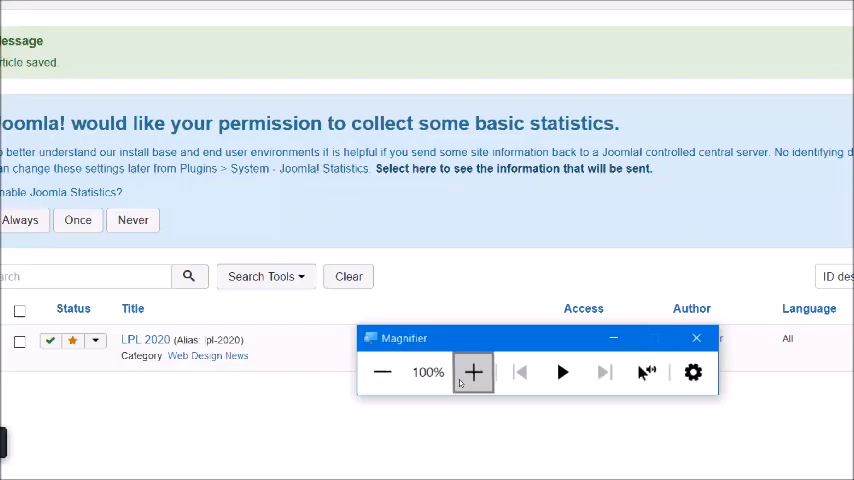 essage
rticle saved.
oomla! would like your permission to collect some basic statistics.
o better understand our install base and end user environments it is helpful if you send some site information back to a Joomla! controlled central server. No identifying d
an change these settings later from Plugins > System - Joomla! Statistics. Select here to see the information that will be sent.
nable Joomla Statistics?
Always Once Never
arch Search Tools Clear ID des
Status Title Access Author Language
LPL 2020 (Alias: lpl-2020) r All
Category: Web Design News
Magnifier
100%